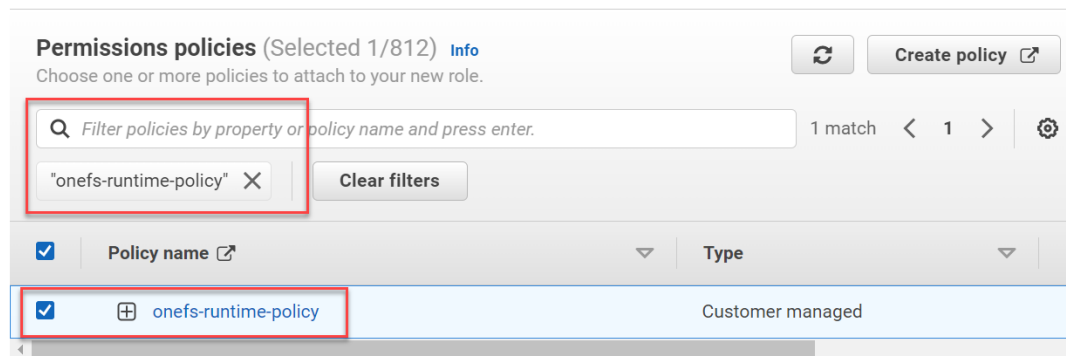 Permissions policies (Selected 1/812) Info
Choose one or more policies to attach to your new role.
Create policy
Filter policies by property or policy name and press enter.
1 match 1
"onefs-runtime-policy"
Clear filters
Policy name Type
onefs-runtime-policy Customer managed